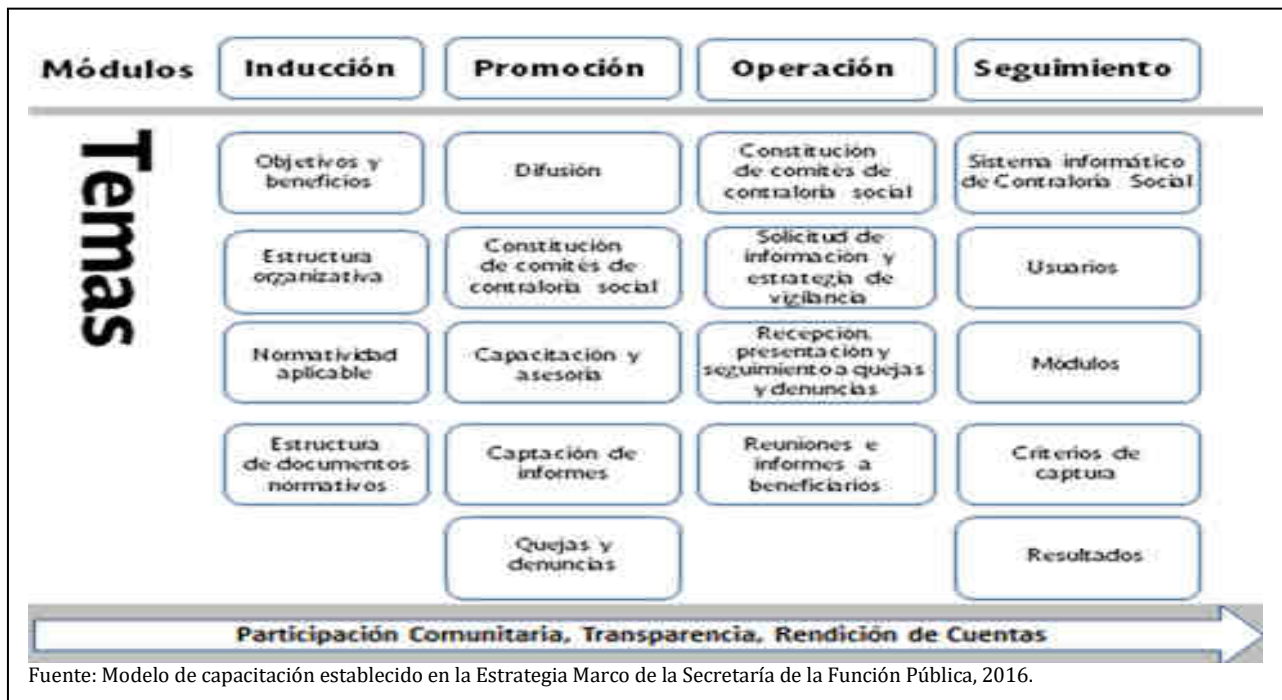 Módulos
Inducción
Promoción
Operación
Seguimiento
Temas
Objetivos y
beneficios
Difusión
Constitución
de comités de
contraloría social
Sistema informático
de Contraloría Social
Estructura
organizativa
Constitución
de comités de
contraloría social
Solicitud de
información y
estrategia de
vigilancia
Usuarios
Normatividad
aplicable
Capacitación y
asesoría
Recepción,
presentación y
seguimiento a quejas
y denuncias
Módulos
Estructura
de documentos
normativos
Captación de
informes
Reuniones e
informes a
beneficiarios
Criterios de
captura
Quejas y
denuncias
Resultados
Participación Comunitaria, Transparencia, Rendición de Cuentas
Fuente: Modelo de capacitación establecido en la Estrategia Marco de la Secretaría de la Función Pública, 2016.